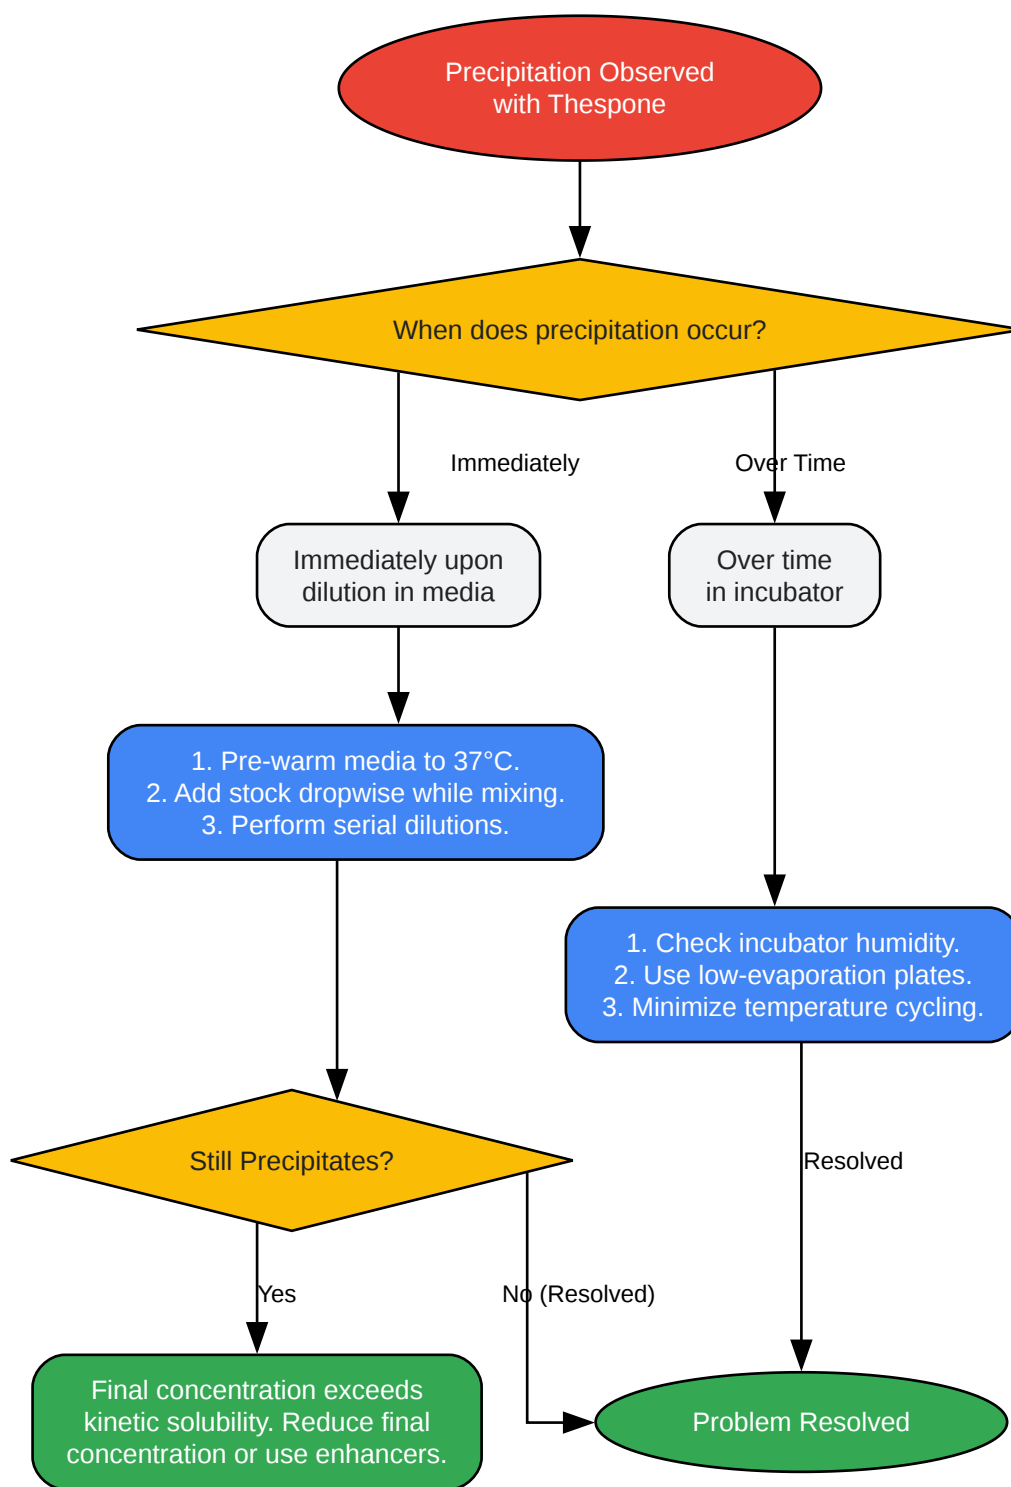 Precipitation Observed
with Thespone
When does precipitation occur?
Immediately
Over Time
Immediately upon
dilution in media
Over time
in incubator
1. Pre-warm media to 37°C.
2. Add stock dropwise while mixing.
3. Perform serial dilutions.
1. Check incubator humidity.
2. Use low-evaporation plates.
3. Minimize temperature cycling.
Still Precipitates?
Resolved
Yes
No (Resolved)
Final concentration exceeds
kinetic solubility. Reduce final
concentration or use enhancers.
Problem Resolved